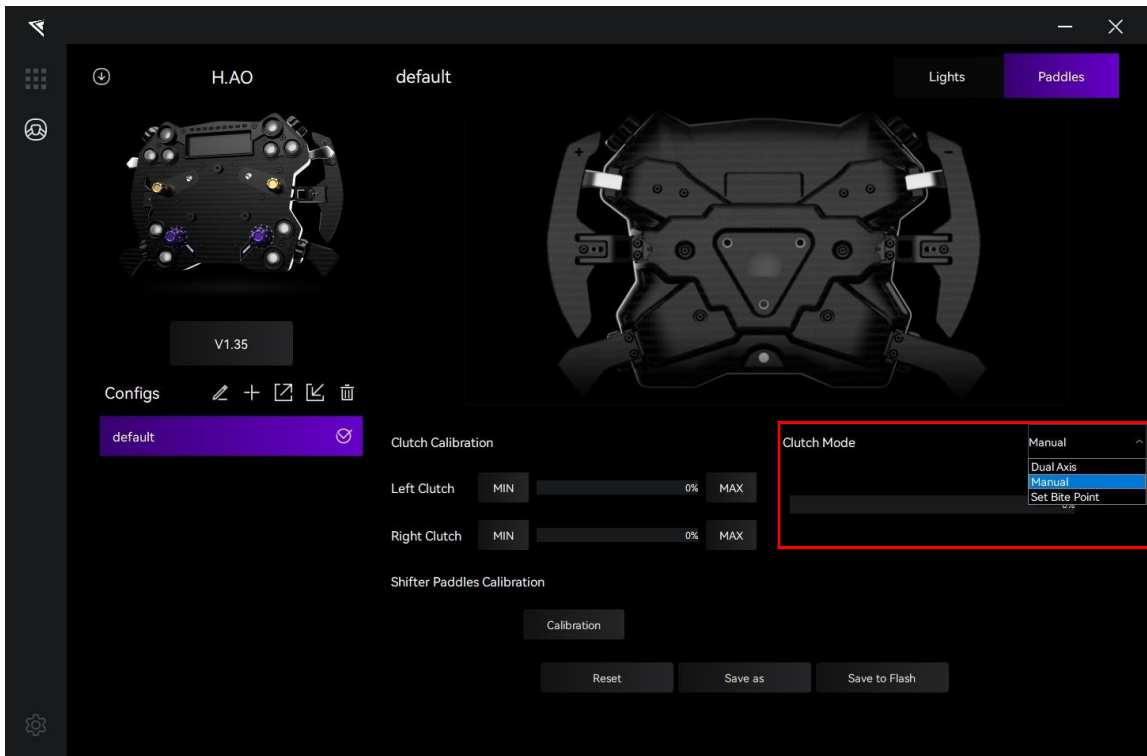 H.AO
default
Lights
Paddles
V1.35
Configs
default
Clutch Calibration
Left Clutch
MIN
0%
MAX
Right Clutch
MIN
0%
MAX
Clutch Mode
Manual
Dual Axis
Manual
Set Bite Point
Shifter Paddles Calibration
Calibration
Reset
Save as
Save to Flash